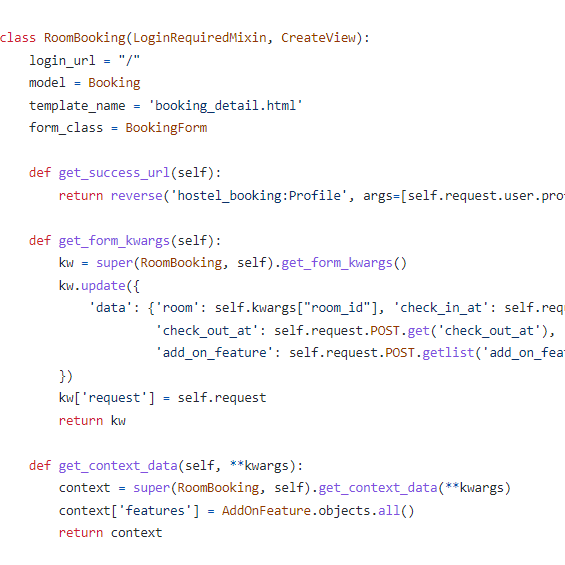 class RoomBooking(LoginRequiredMixin, CreateView):
    login_url = "/"
    model = Booking
    template_name = 'booking_detail.html'
    form_class = BookingForm

    def get_success_url(self):
        return reverse('hostel_booking:Profile', args=[self.request.user.pro

    def get_form_kwargs(self):
        kw = super(RoomBooking, self).get_form_kwargs()
        kw.update({
            'data': {'room': self.kwargs["room_id"], 'check_in_at': self.req
                     'check_out_at': self.request.POST.get('check_out_at'),
                     'add_on_feature': self.request.POST.getlist('add_on_fea
        })
        kw['request'] = self.request
        return kw

    def get_context_data(self, **kwargs):
        context = super(RoomBooking, self).get_context_data(**kwargs)
        context['features'] = AddOnFeature.objects.all()
        return context